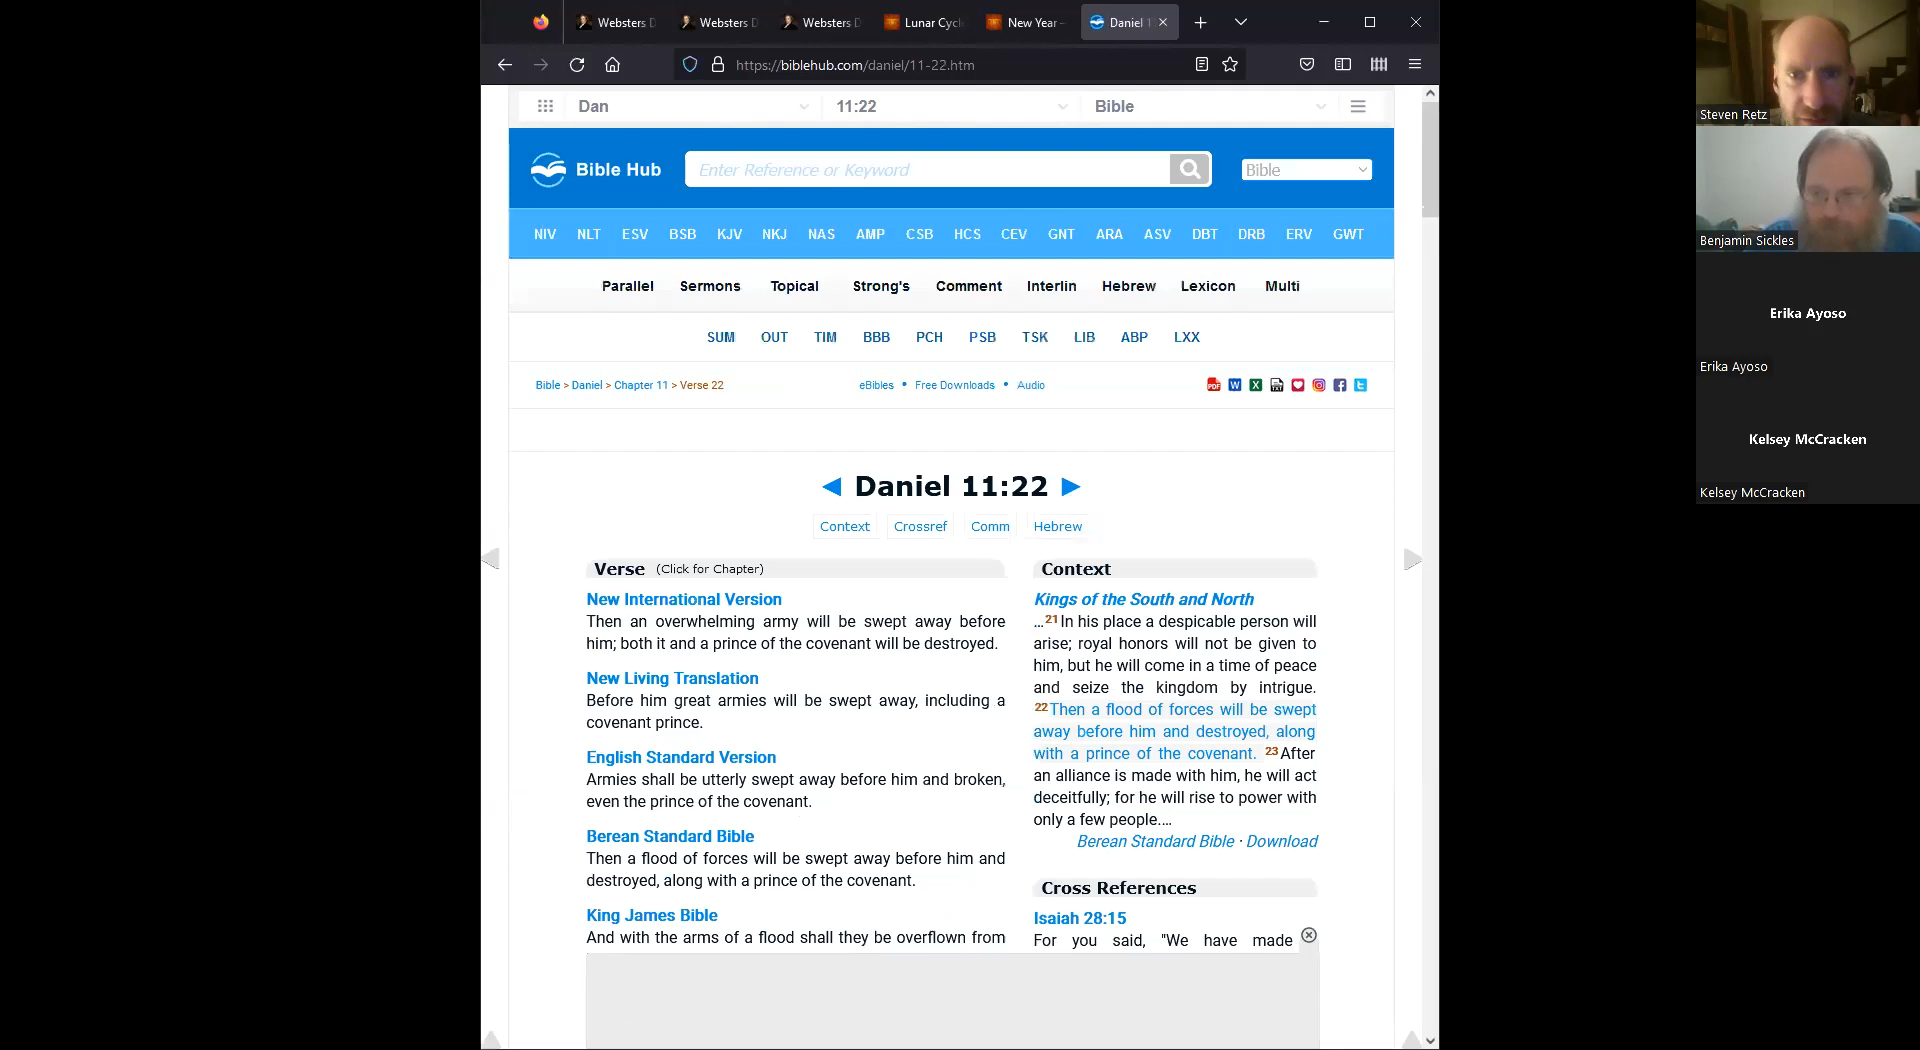 Websters D
Websters D
Websters D
Lunar Cyc
New Year -
Daniel 1
https://biblehub.com/daniel/11-22.htm
Dan
11:22
Bible
Bible Hub
Enter Reference or Keyword
Bible
NIV NLT ESV BSB KJV NKJ NAS AMP CSB HCS CEV GNT ARA ASV DBT DRB ERV GWT
Parallel Sermons Topical Strong's Comment Interlin Hebrew Lexicon Multi
SUM OUT TIM BBB PCH PSB TSK LIB ABP LXX
Bible > Daniel > Chapter 11 > Verse 22
eBibles • Free Downloads • Audio
◄ Daniel 11:22 ►
Context Crossref Comm Hebrew
Verse (Click for Chapter)
New International Version
Then an overwhelming army will be swept away before
him; both it and a prince of the covenant will be destroyed.
New Living Translation
Before him great armies will be swept away, including a
covenant prince.
English Standard Version
Armies shall be utterly swept away before him and broken,
even the prince of the covenant.
Berean Standard Bible
Then a flood of forces will be swept away before him and
destroyed, along with a prince of the covenant.
King James Bible
And with the arms of a flood shall they be overflown from
Context
Kings of the South and North
…21In his place a despicable person will
arise; royal honors will not be given to
him, but he will come in a time of peace
and seize the kingdom by intrigue.
22Then a flood of forces will be swept
away before him and destroyed, along
with a prince of the covenant. 23After
an alliance is made with him, he will act
deceitfully; for he will rise to power with
only a few people.…
Berean Standard Bible · Download
Cross References
Isaiah 28:15
For you said, "We have made
Steven Retz
Benjamin Sickles
Erika Ayoso
Erika Ayoso
Kelsey McCracken
Kelsey McCracken